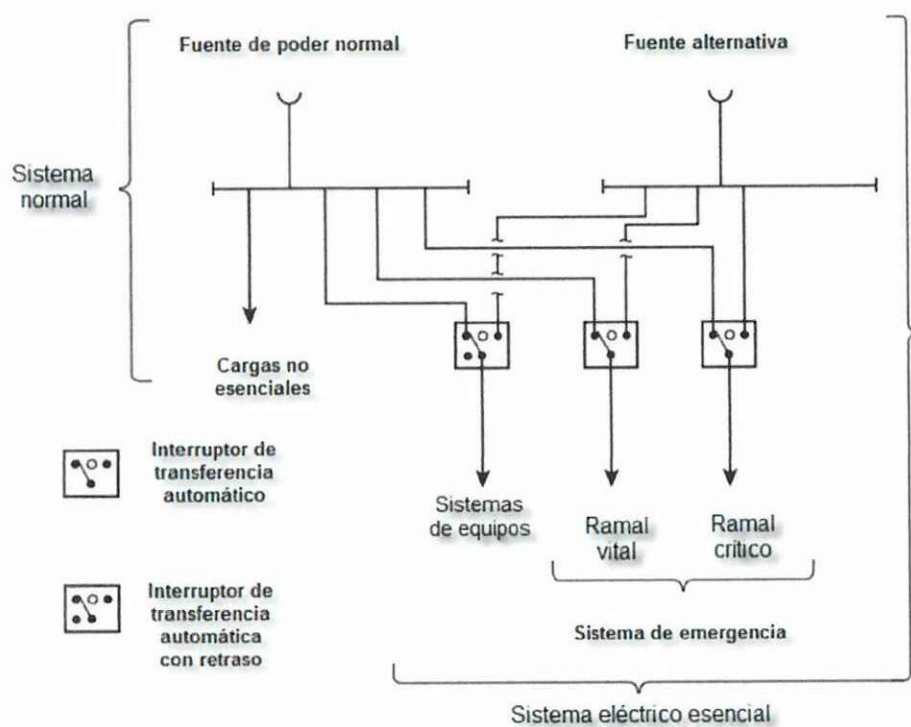 Fuente de poder normal
Fuente alternativa
Sistema
normal
Cargas no
esenciales
Interruptor de
transferencia
automático
Sistemas
de equipos
Ramal
vital
Ramal
crítico
Interruptor de
transferencia
automática
con retraso
Sistema de emergencia
Sistema eléctrico esencial